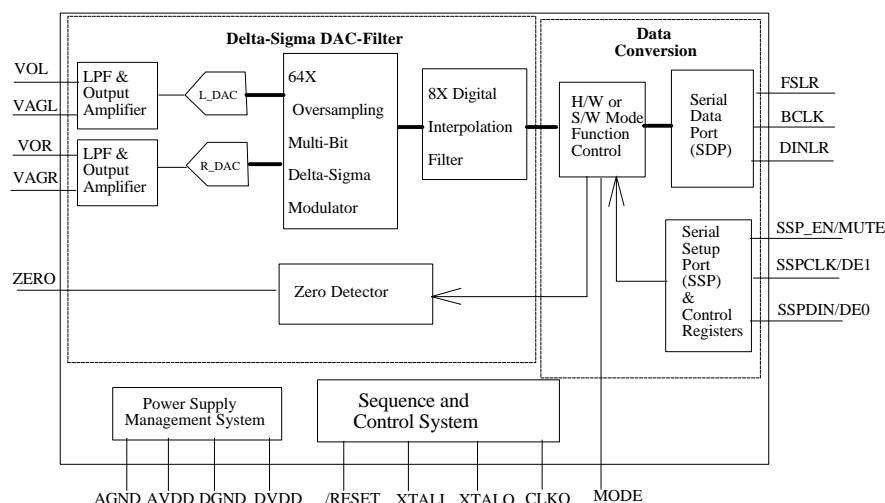 Delta-Sigma DAC-Filter
Data
Conversion
VOL
VAGL
VOR
VAGR
LPF &
Output
Amplifier
LPF &
Output
Amplifier
L_DAC
R_DAC
64X
Oversampling
Multi-Bit
Delta-Sigma
Modulator
8X Digital
Interpolation
Filter
H/W or
S/W Mode
Function
Control
Serial
Data
Port
(SDP)
FSLR
BCLK
DINLR
Serial
Setup
Port
(SSP)
&
Control
Registers
SSP_EN/MUTE
SSPCLK/DE1
SSPDIN/DE0
ZERO
Zero Detector
Power Supply
Management System
Sequence and
Control System
AGND AVDD DGND DVDD /RESET XTALI XTALO CLKO MODE